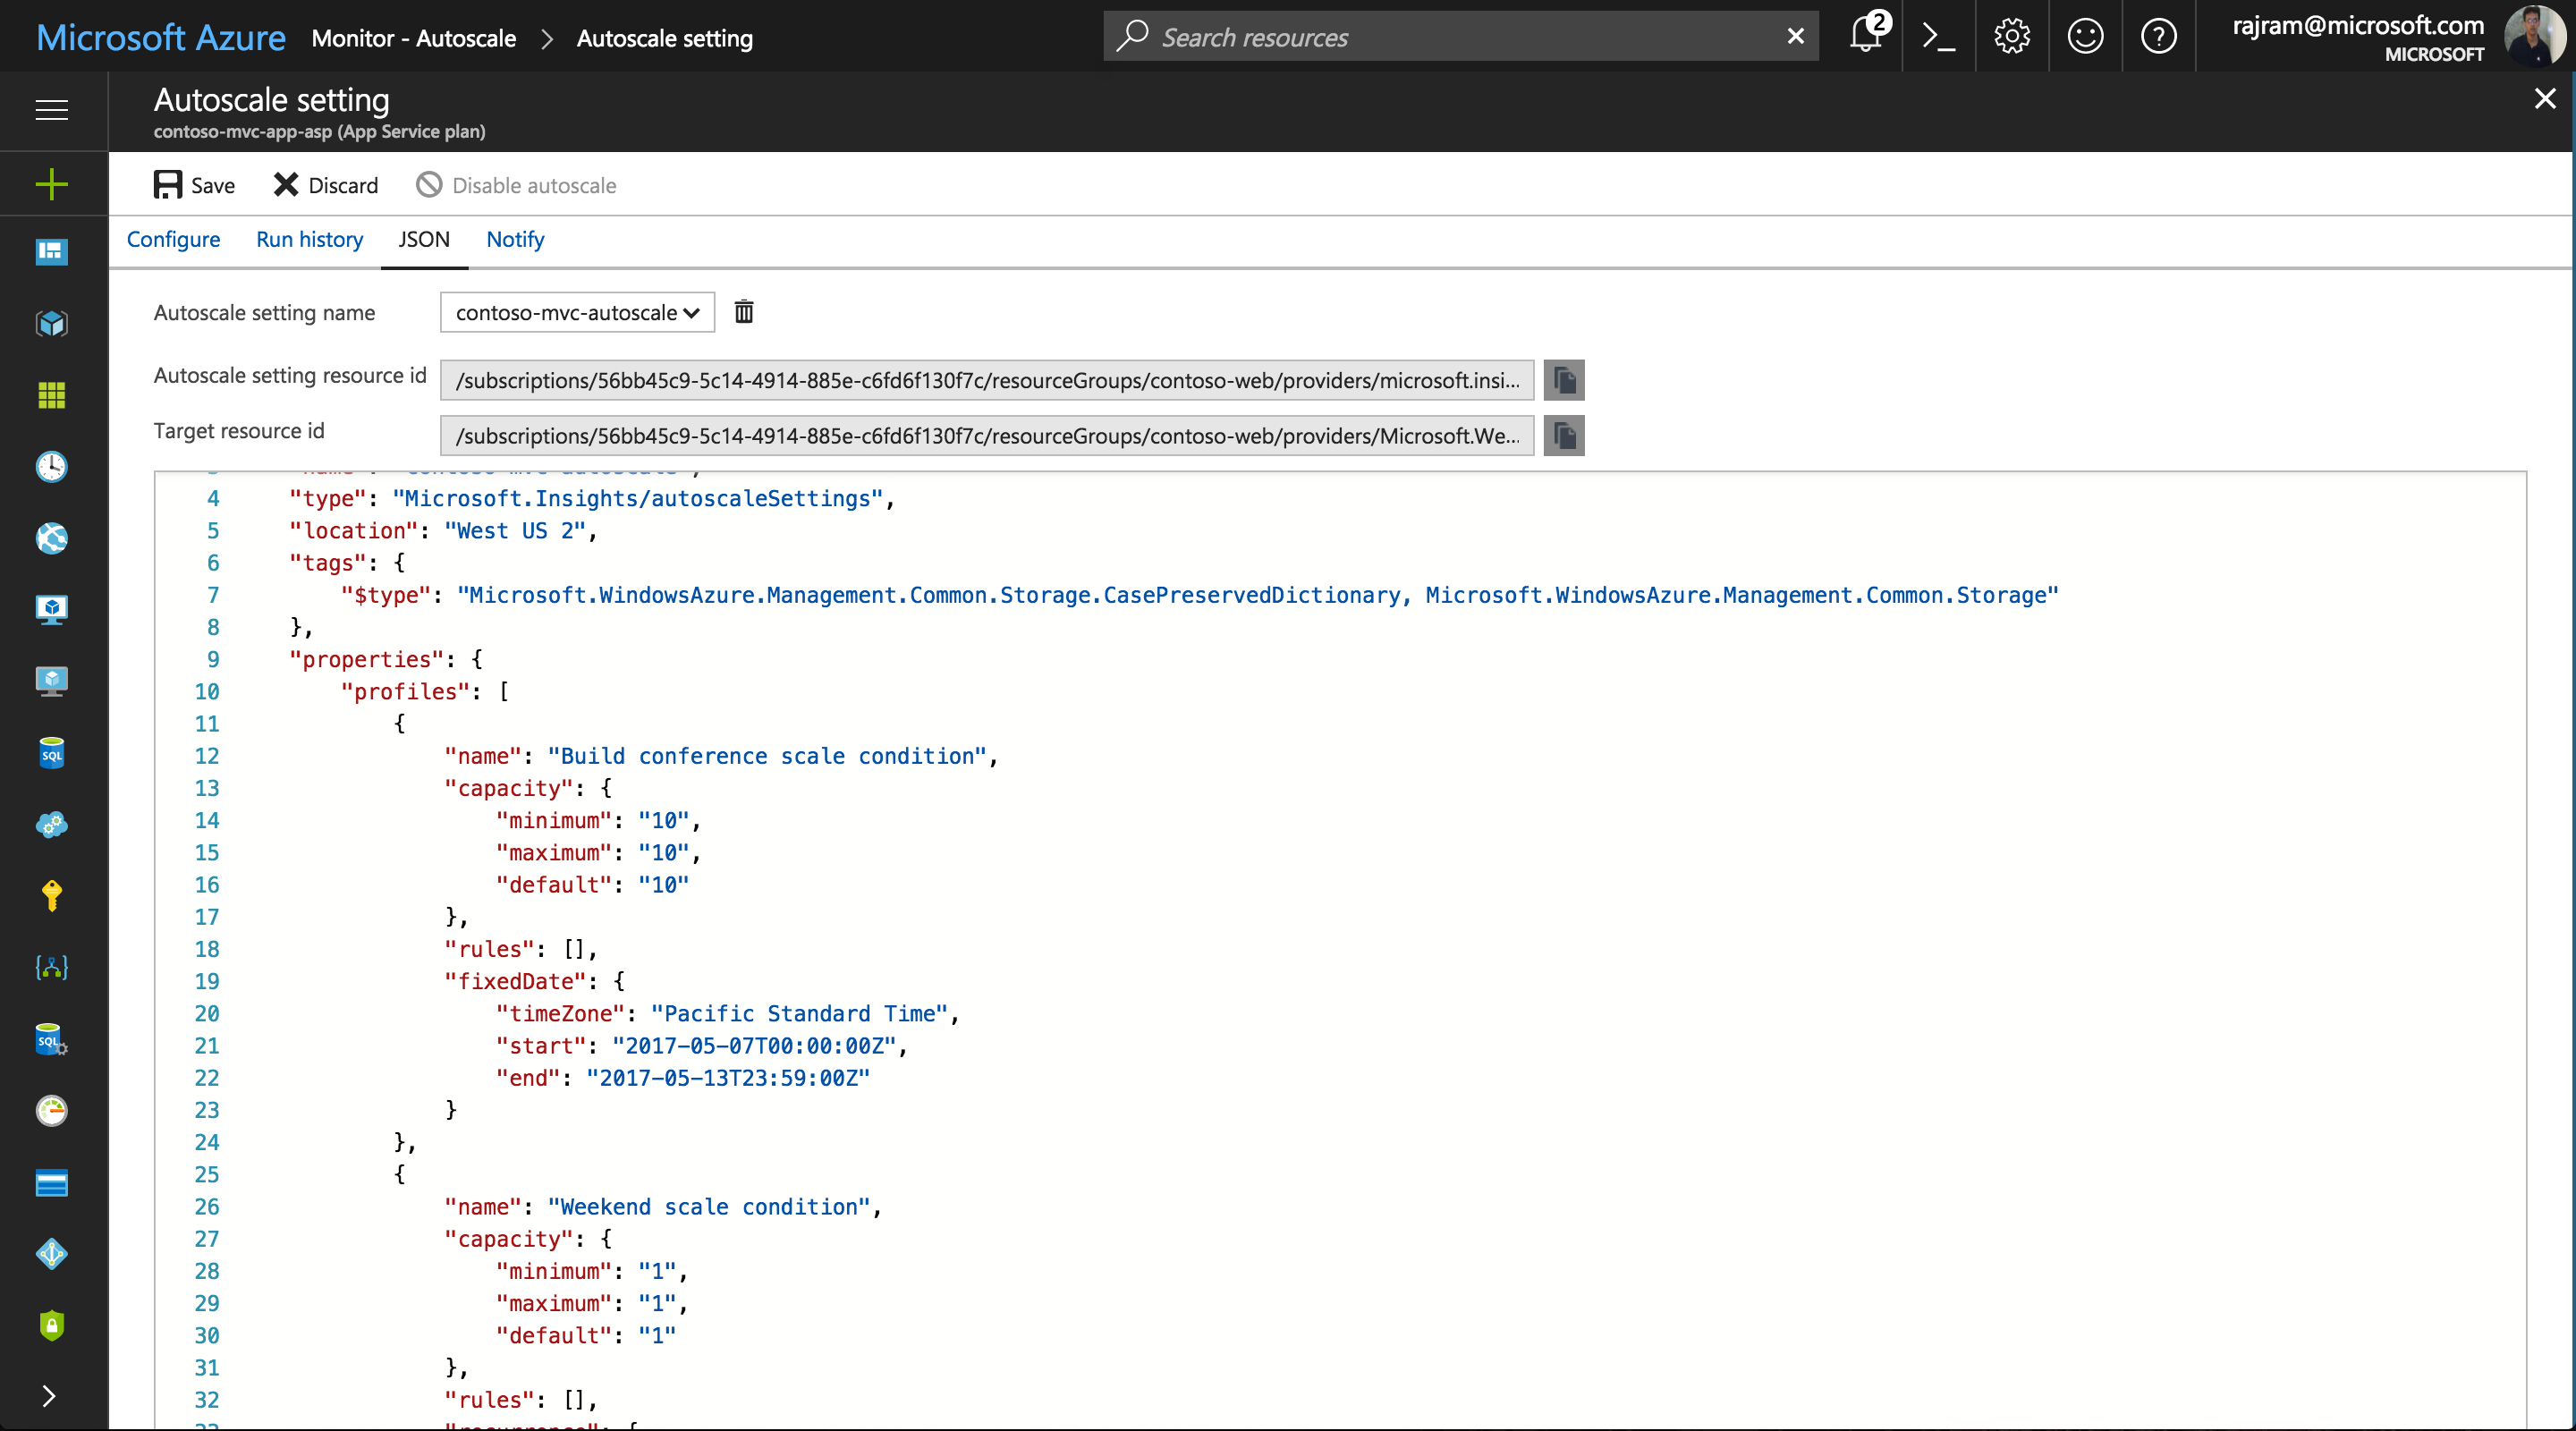 Microsoft Azure Monitor - Autoscale > Autoscale setting
Search resources
2
rajram@microsoft.com
MICROSOFT
Autoscale setting
contoso-mvc-app-asp (App Service plan)
Save Discard Disable autoscale
Configure Run history JSON Notify
Autoscale setting name contoso-mvc-autoscale
Autoscale setting resource id /subscriptions/56bb45c9-5c14-4914-885e-c6fd6f130f7c/resourceGroups/contoso-web/providers/microsoft.insi...
Target resource id /subscriptions/56bb45c9-5c14-4914-885e-c6fd6f130f7c/resourceGroups/contoso-web/providers/Microsoft.We...
4 "type": "Microsoft.Insights/autoscaleSettings",
5 "location": "West US 2",
6 "tags": {
7 "$type": "Microsoft.WindowsAzure.Management.Common.Storage.CasePreservedDictionary, Microsoft.WindowsAzure.Management.Common.Storage"
8 },
9 "properties": {
10 "profiles": [
11 {
12 "name": "Build conference scale condition",
13 "capacity": {
14 "minimum": "10",
15 "maximum": "10",
16 "default": "10"
17 },
18 "rules": [],
19 "fixedDate": {
20 "timeZone": "Pacific Standard Time",
21 "start": "2017-05-07T00:00:00Z",
22 "end": "2017-05-13T23:59:00Z"
23 }
24 },
25 {
26 "name": "Weekend scale condition",
27 "capacity": {
28 "minimum": "1",
29 "maximum": "1",
30 "default": "1"
31 },
32 "rules": [],